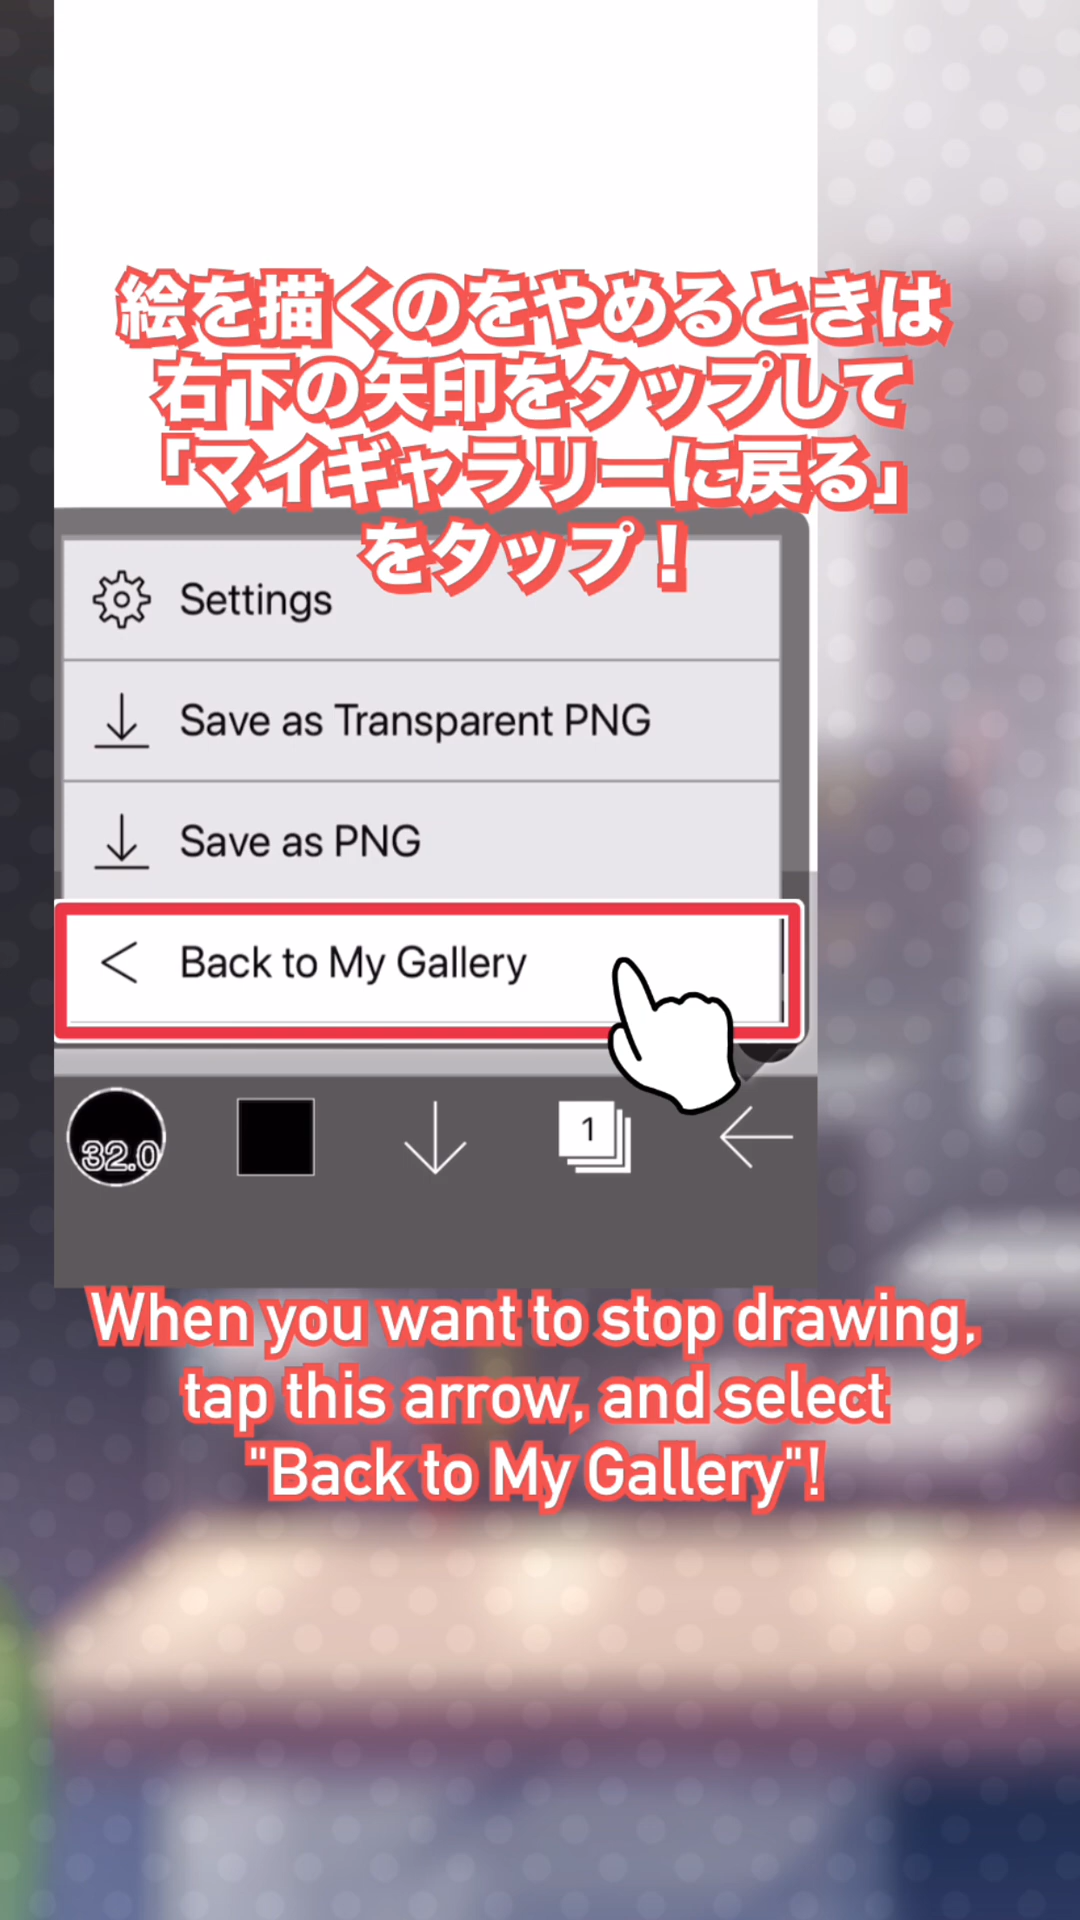 絵を描くのをやめるときは
右下の矢印をタップして
「マイギャラリーに戻る」
をタップ！
Settings
Save as Transparent PNG
Save as PNG
Back to My Gallery
32.0
1
When you want to stop drawing,
tap this arrow, and select
"Back to My Gallery"!